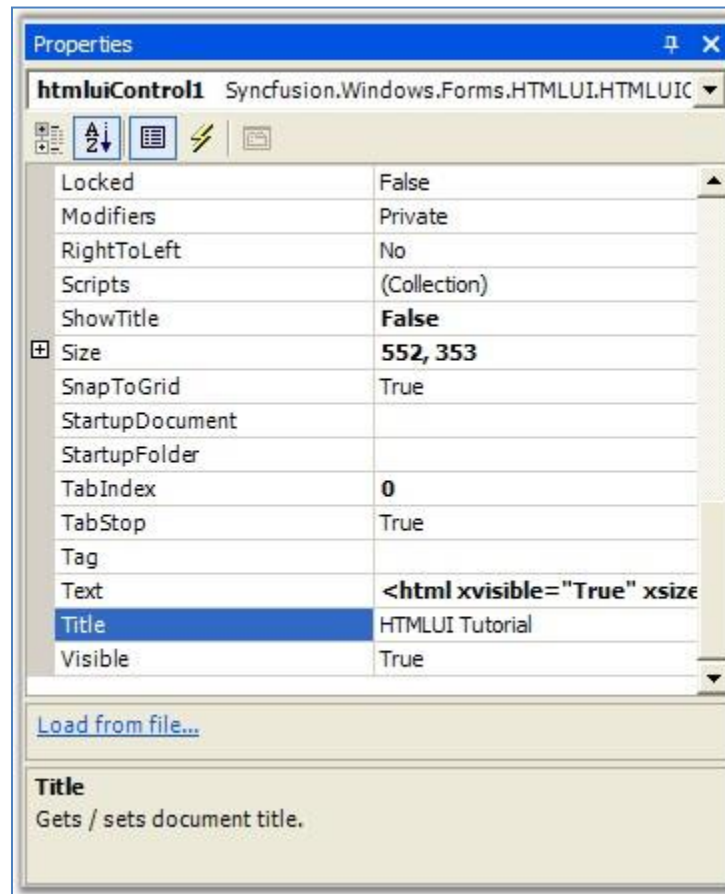 Properties
htmluiControl1 Syncfusion.Windows.Forms.HTMLUI.HTMLUIC
Locked False
Modifiers Private
RightToLeft No
Scripts (Collection)
ShowTitle False
Size 552, 353
SnapToGrid True
StartupDocument
StartupFolder
TabIndex 0
TabStop True
Tag
Text <html xvisible="True" xsize
Title HTMLUI Tutorial
Visible True
Load from file...
Title
Gets / sets document title.